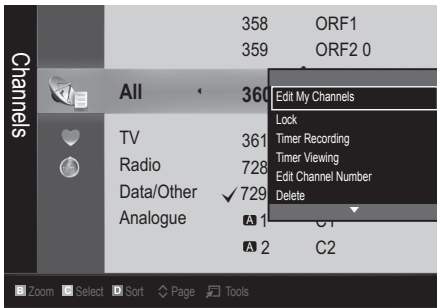 358 ORF1
359 ORF2 0
Channels
All 360
Edit My Channels
Lock
Timer Recording
Timer Viewing
Edit Channel Number
Delete
TV 361
Radio 728
Data/Other 729
Analogue A 1 C1
A 2 C2
B Zoom C Select D Sort Page Tools